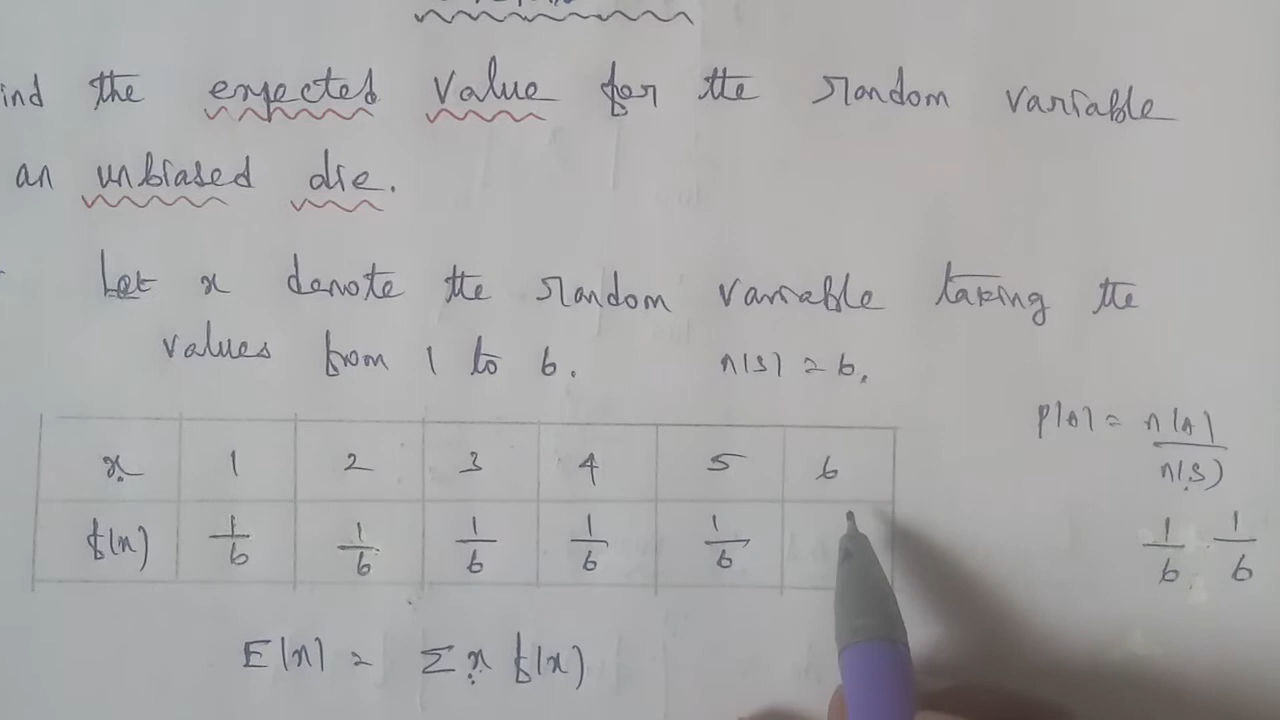 ind the expected value for the random variable
an unbiased die.
Let x denote the random variable taking the
values from 1 to 6. n(S) = 6.
P(A) = n(A)
n(S)
x 1 2 3 4 5 6
f(x) 1/6 1/6 1/6 1/6 1/6
1/6 1/6
E(x) = Σ x f(x)